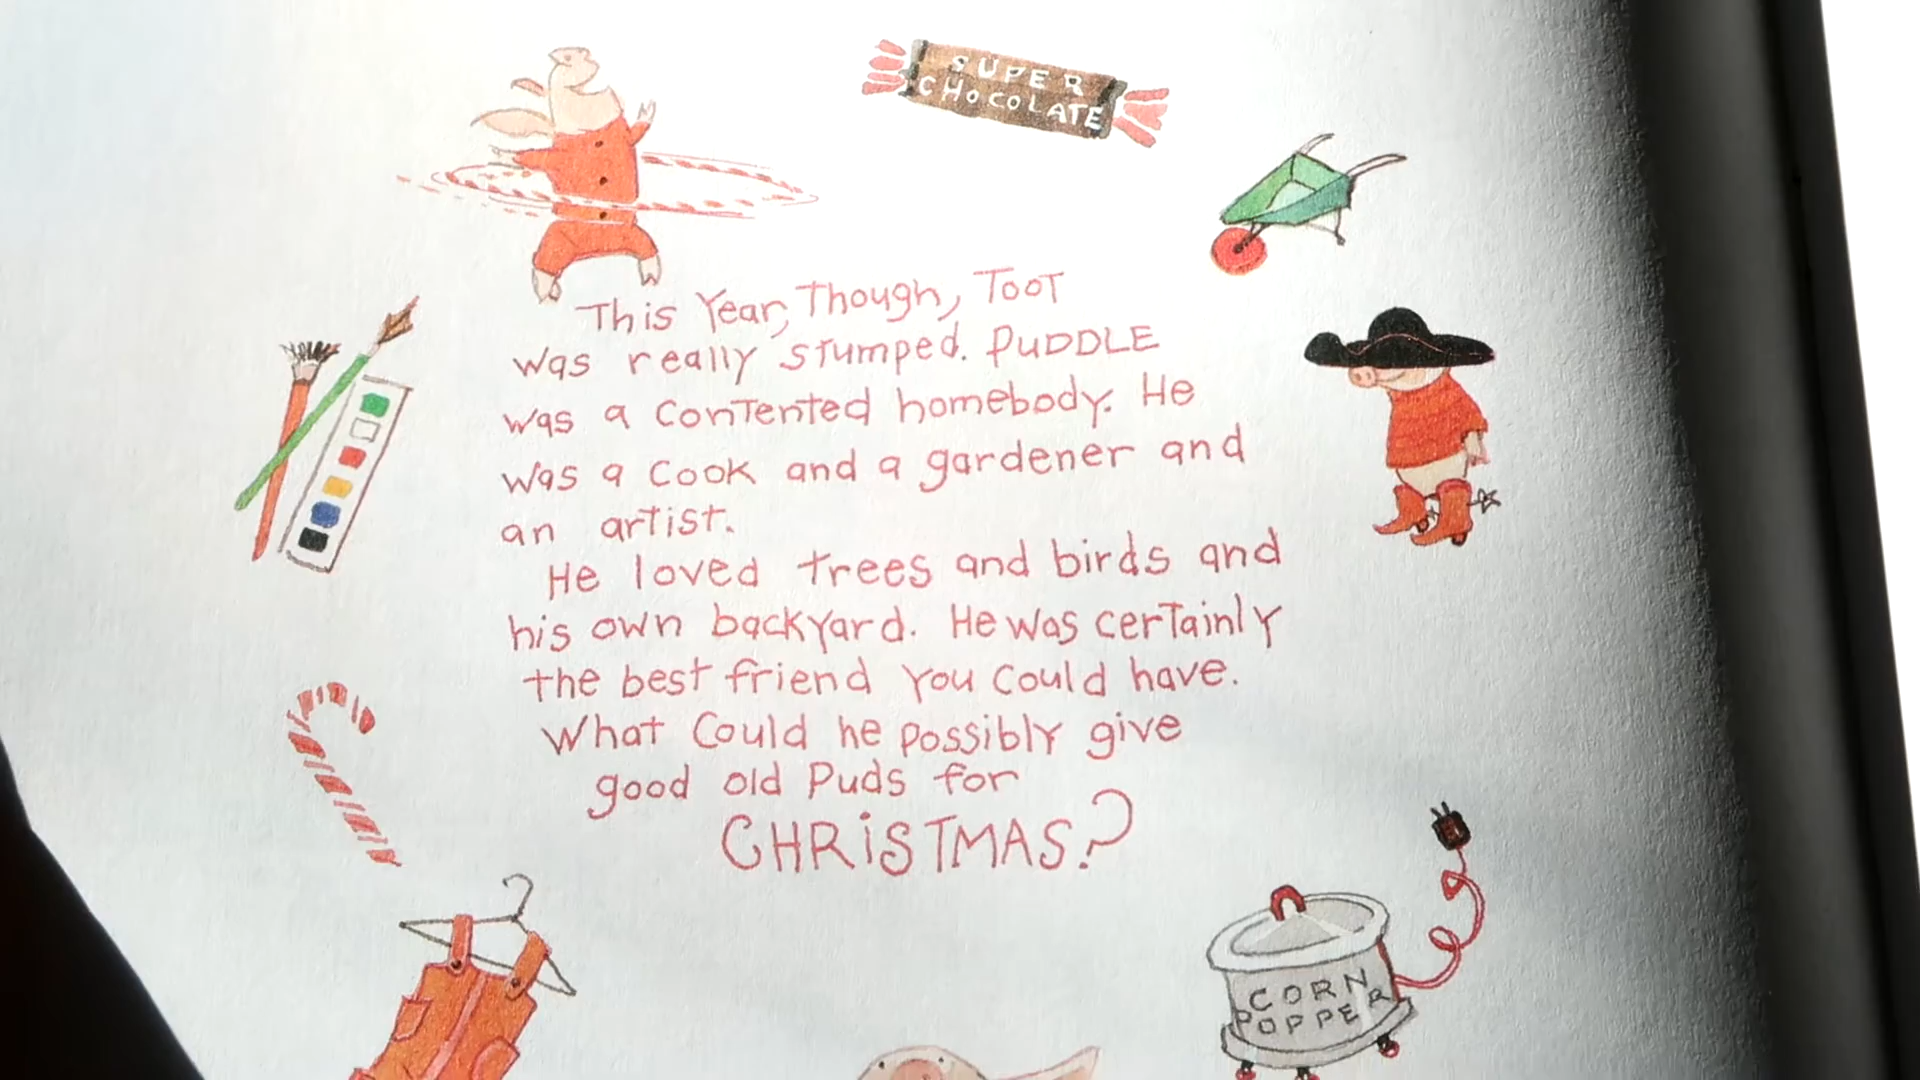 SUPER
CHOCOLATE
This Year, Though, TOOT
was really stumped. PUDDLE
was a contented homebody. He
was a cook and a gardener and
an artist.
He loved trees and birds and
his own backyard. He was certainly
the best friend you could have.
What could he possibly give
good old Puds for
CHRiSTMAS?
CORN
POPPER